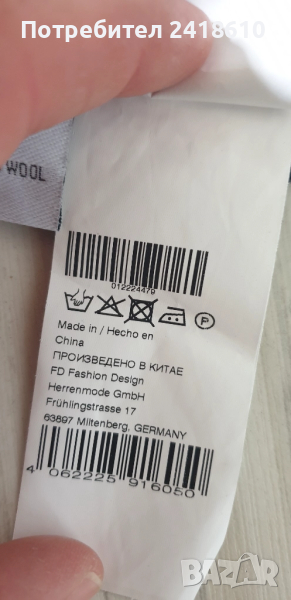 Потребител 2418610
WOOL
012224479
Made in / Hecho en
China
ПРОИЗВЕДЕНО В КИТАЕ
FD Fashion Design
Herrenmode GmbH
Frühlingstrasse 17
63897 Miltenberg, GERMANY
4 062225 916050
bazar